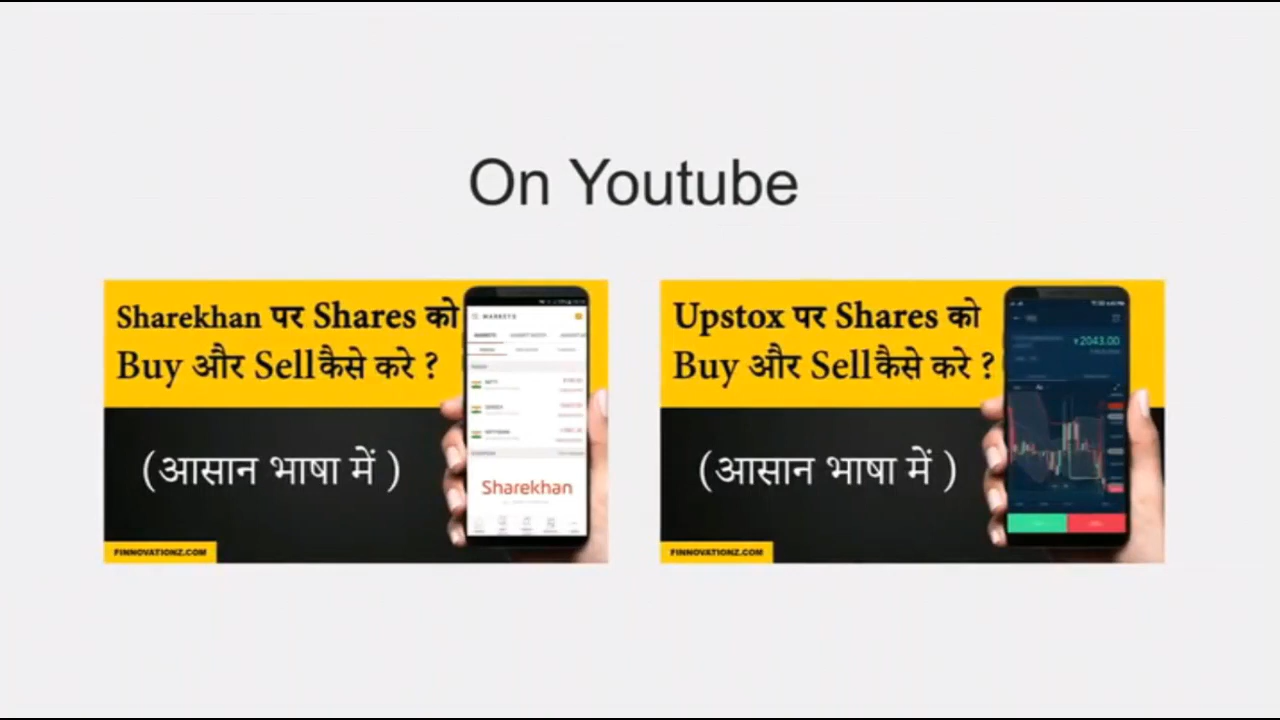 On Youtube
Sharekhan पर Shares को
Buy और Sell कैसे करे ?
(आसान भाषा में )
MARKETS
Sharekhan
FINNOVATIONZ.COM
Upstox पर Shares को
Buy और Sell कैसे करे ?
(आसान भाषा में )
2043.00
FINNOVATIONZ.COM